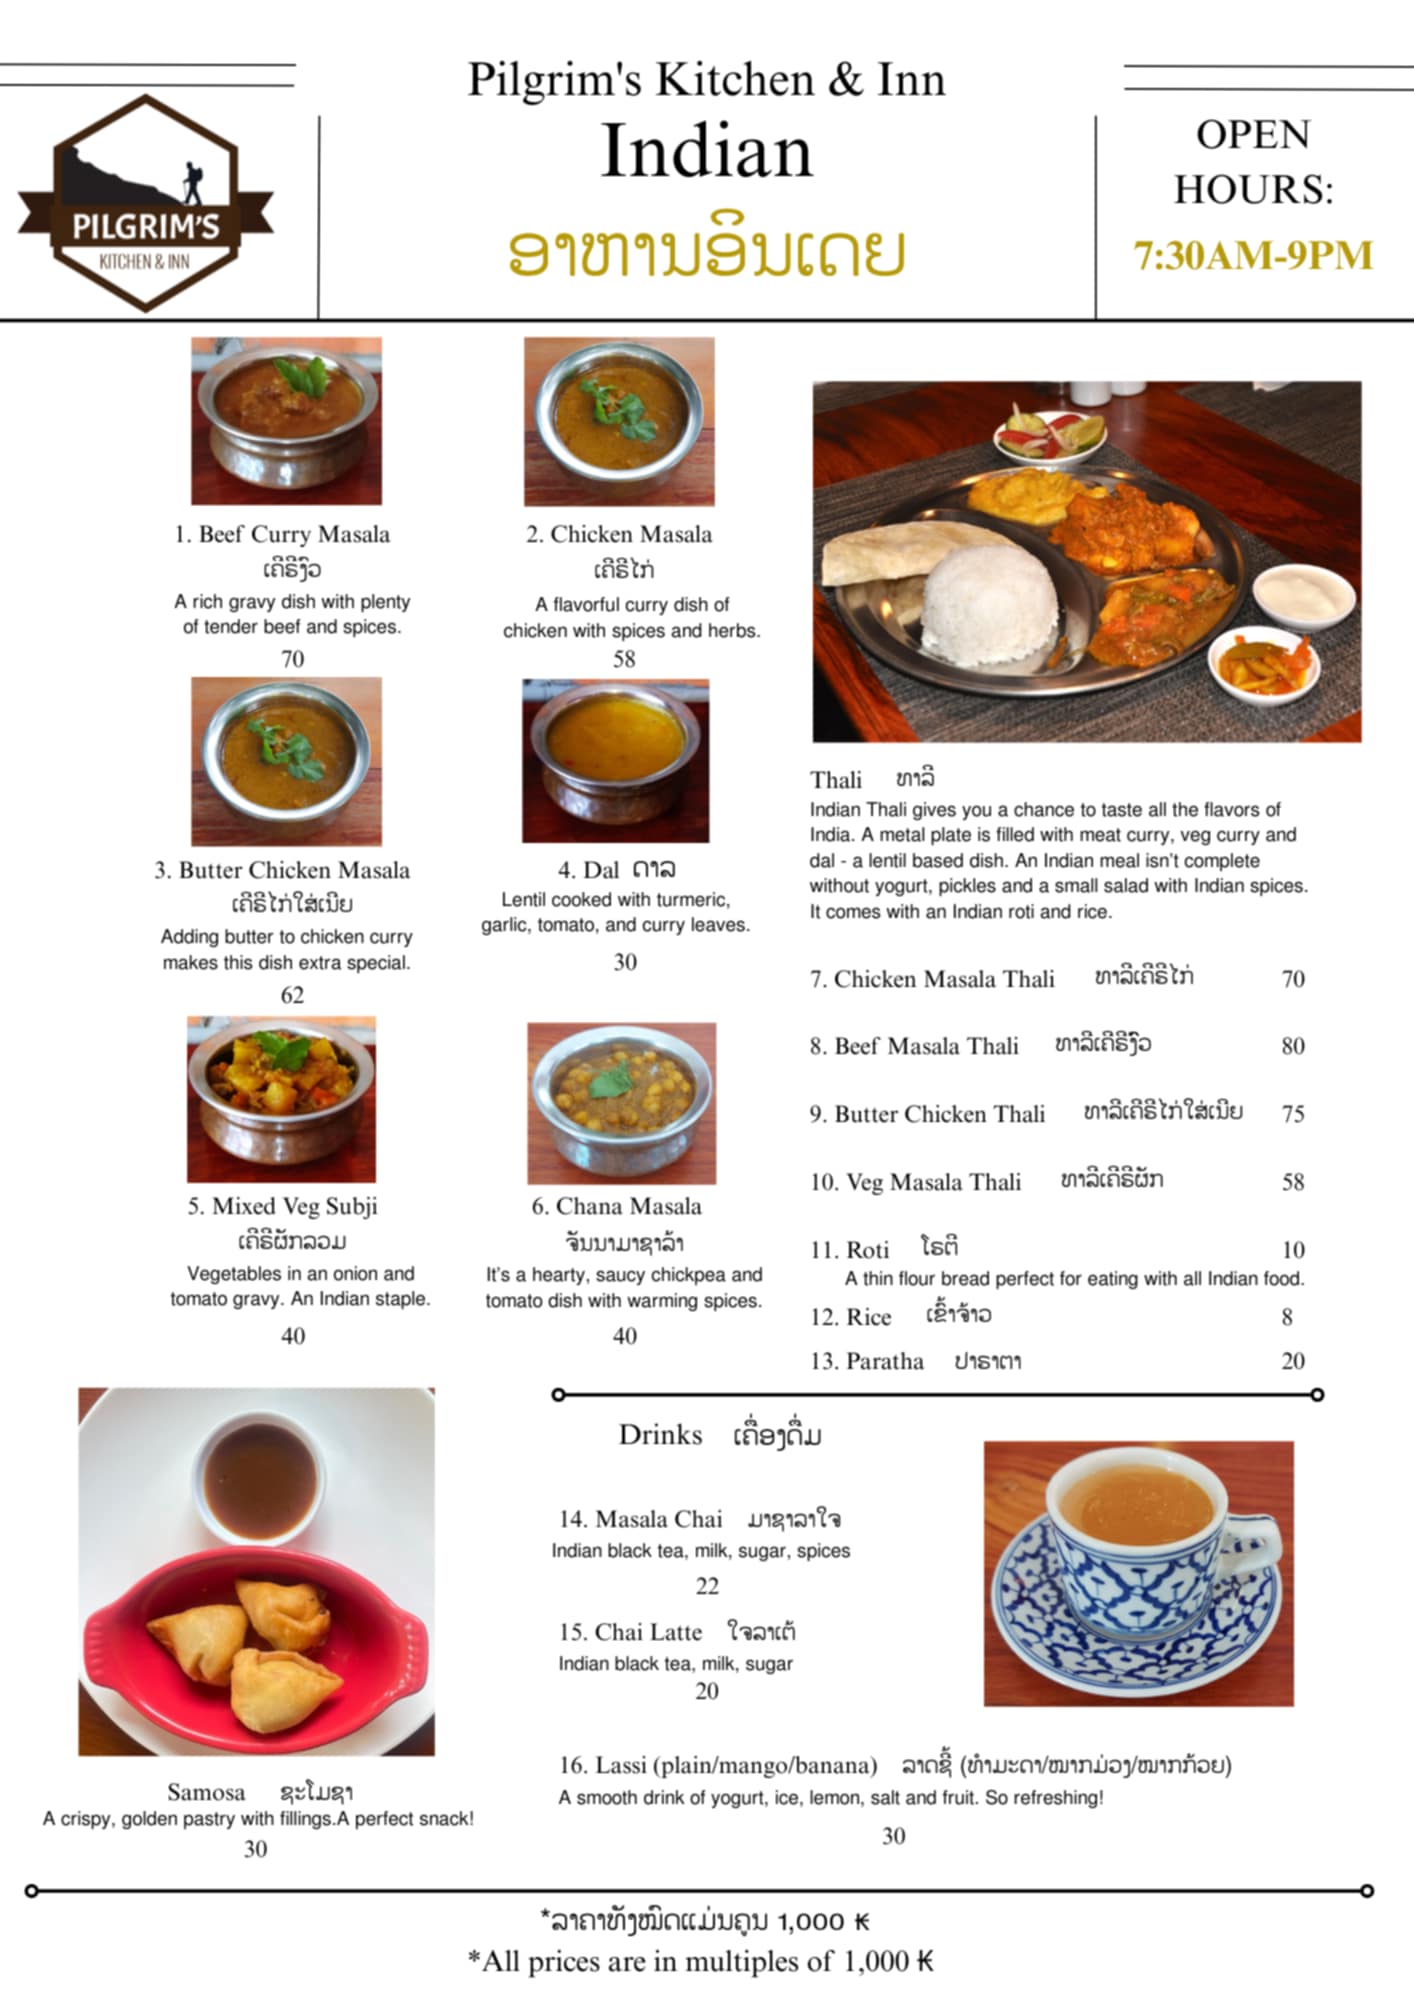 Pilgrim's Kitchen & Inn
Indian
ອາຫານອິນເດຍ
PILGRIM'S
KITCHEN & INN
OPEN
HOURS:
7:30AM-9PM
1. Beef Curry Masala
ເຄີຣີງົວ
A rich gravy dish with plenty
of tender beef and spices.
70
2. Chicken Masala
ເຄີຣີໄກ່
A flavorful curry dish of
chicken with spices and herbs.
58
3. Butter Chicken Masala
ເຄີຣີໄກ່ໃສ່ເນີຍ
Adding butter to chicken curry
makes this dish extra special.
62
4. Dal ດາລ
Lentil cooked with turmeric,
garlic, tomato, and curry leaves.
30
5. Mixed Veg Subji
ເຄີຣີຜັກລວມ
Vegetables in an onion and
tomato gravy. An Indian staple.
40
6. Chana Masala
ຈັນນາມາຊາລ້າ
It's a hearty, saucy chickpea and
tomato dish with warming spices.
40
Samosa ຊະໂມຊາ
A crispy, golden pastry with fillings.A perfect snack!
30
Thali ທາລີ
Indian Thali gives you a chance to taste all the flavors of
India. A metal plate is filled with meat curry, veg curry and
dal - a lentil based dish. An Indian meal isn't complete
without yogurt, pickles and a small salad with Indian spices.
It comes with an Indian roti and rice.
7. Chicken Masala Thali ທາລີເຄີຣີໄກ່ 70
8. Beef Masala Thali ທາລີເຄີຣີງົວ 80
9. Butter Chicken Thali ທາລີເຄີຣີໄກ່ໃສ່ເນີຍ 75
10. Veg Masala Thali ທາລີເຄີຣີຜັກ 58
11. Roti ໂຣຕີ 10
A thin flour bread perfect for eating with all Indian food.
12. Rice ເຂົ້າຈ້າວ 8
13. Paratha ປາຣາຕາ 20
Drinks ເຄື່ອງດື່ມ
14. Masala Chai ມາຊາລາໃຈ
Indian black tea, milk, sugar, spices
22
15. Chai Latte ໃຈລາເຕ້
Indian black tea, milk, sugar
20
16. Lassi (plain/mango/banana) ລາດຊີ້ (ທຳມະດາ/ໝາກມ່ວງ/ໝາກກ້ວຍ)
A smooth drink of yogurt, ice, lemon, salt and fruit. So refreshing!
30
*ລາຄາທັງໝົດແມ່ນຄູນ 1,000 ₭
*All prices are in multiples of 1,000 ₭